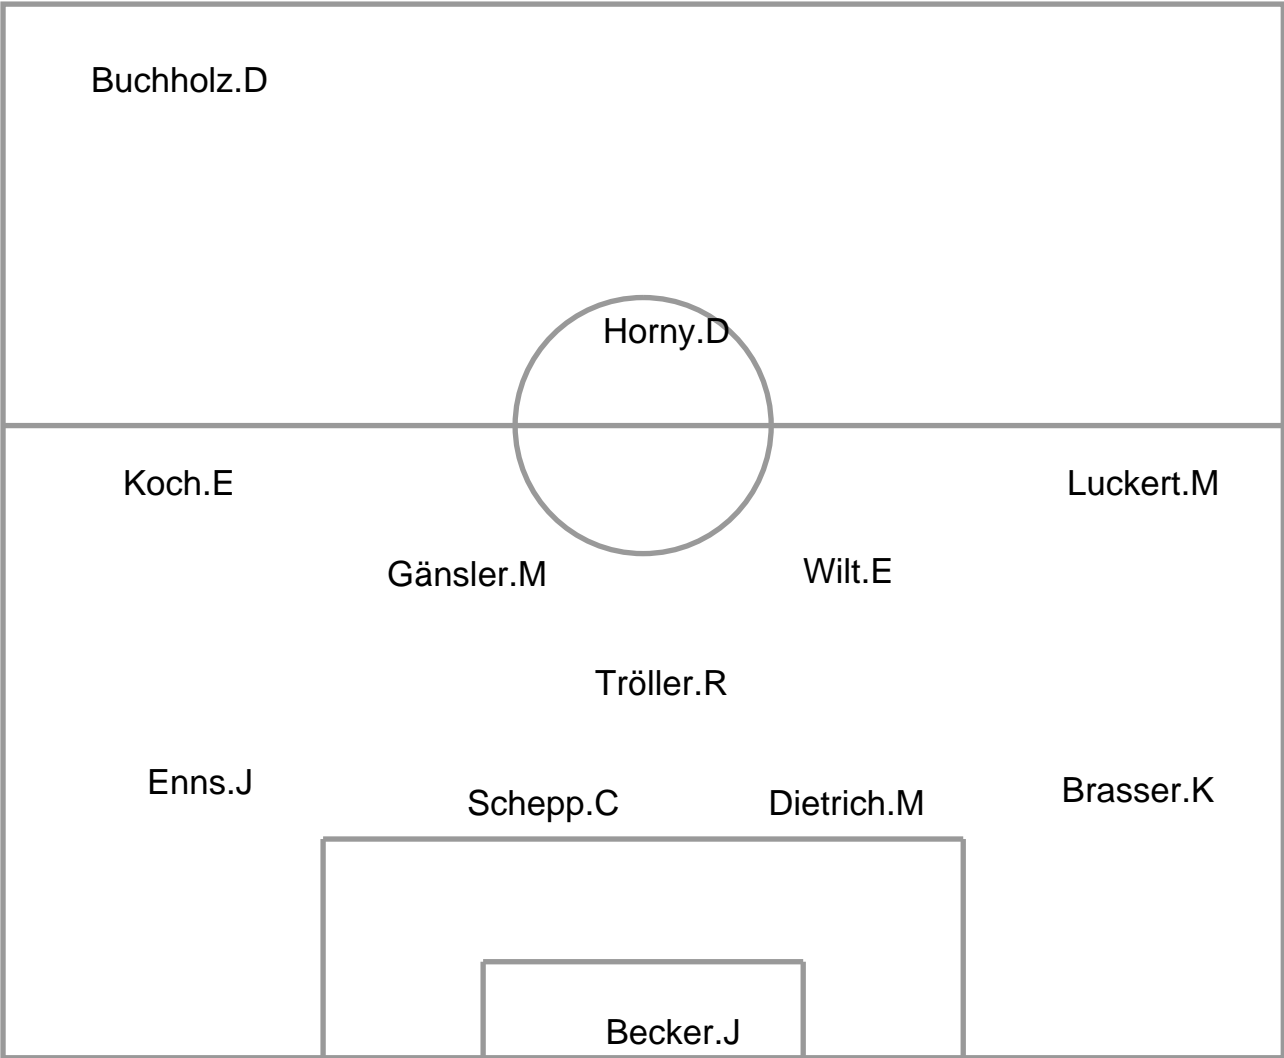 Buchholz.D
Horny.D
Koch.E
Luckert.M
Gänsler.M
Wilt.E
Tröller.R
Enns.J
Schepp.C
Dietrich.M
Brasser.K
Becker.J